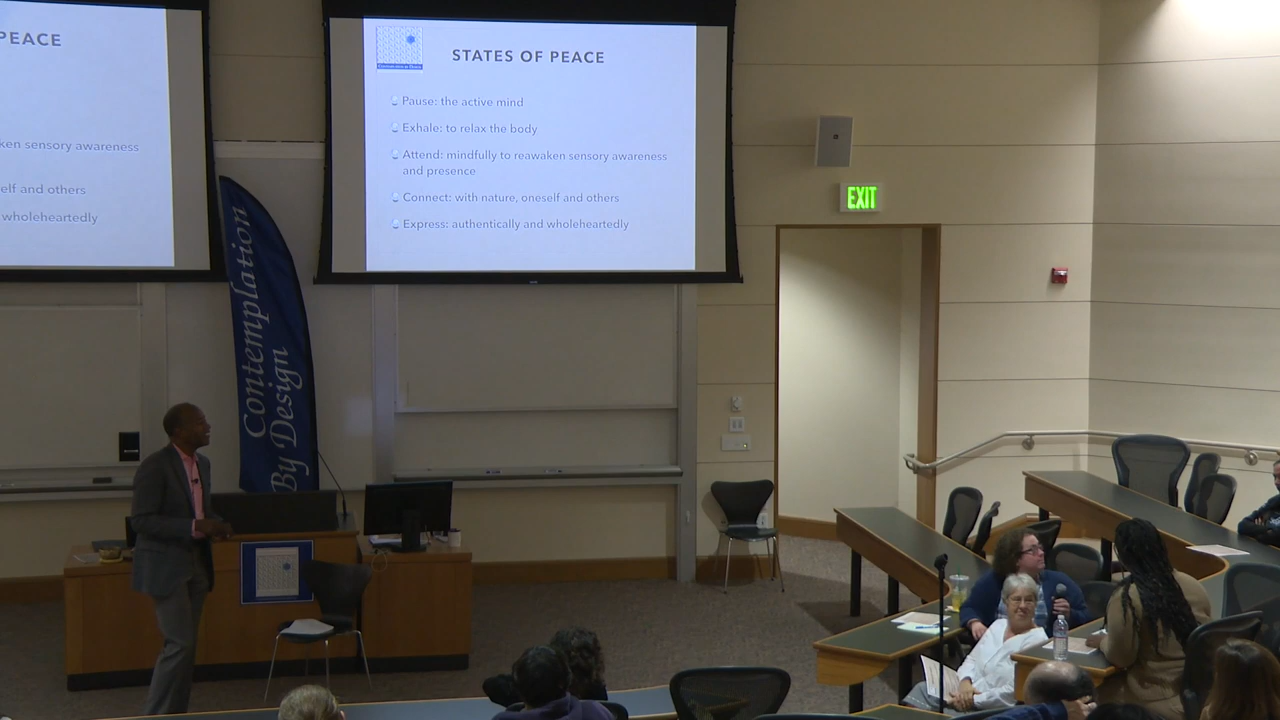 PEACE
ken sensory awareness
elf and others
wholeheartedly
STATES OF PEACE
Pause: the active mind
Exhale: to relax the body
Attend: mindfully to reawaken sensory awareness
and presence
Connect: with nature, oneself and others
Express: authentically and wholeheartedly
Contemplation
By Design
EXIT